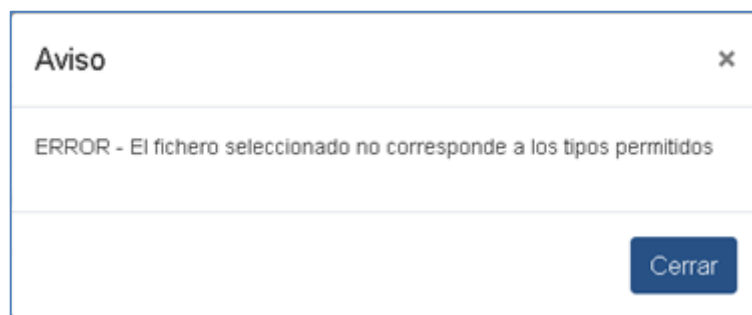 Aviso
×
ERROR - El fichero seleccionado no corresponde a los tipos permitidos
Cerrar